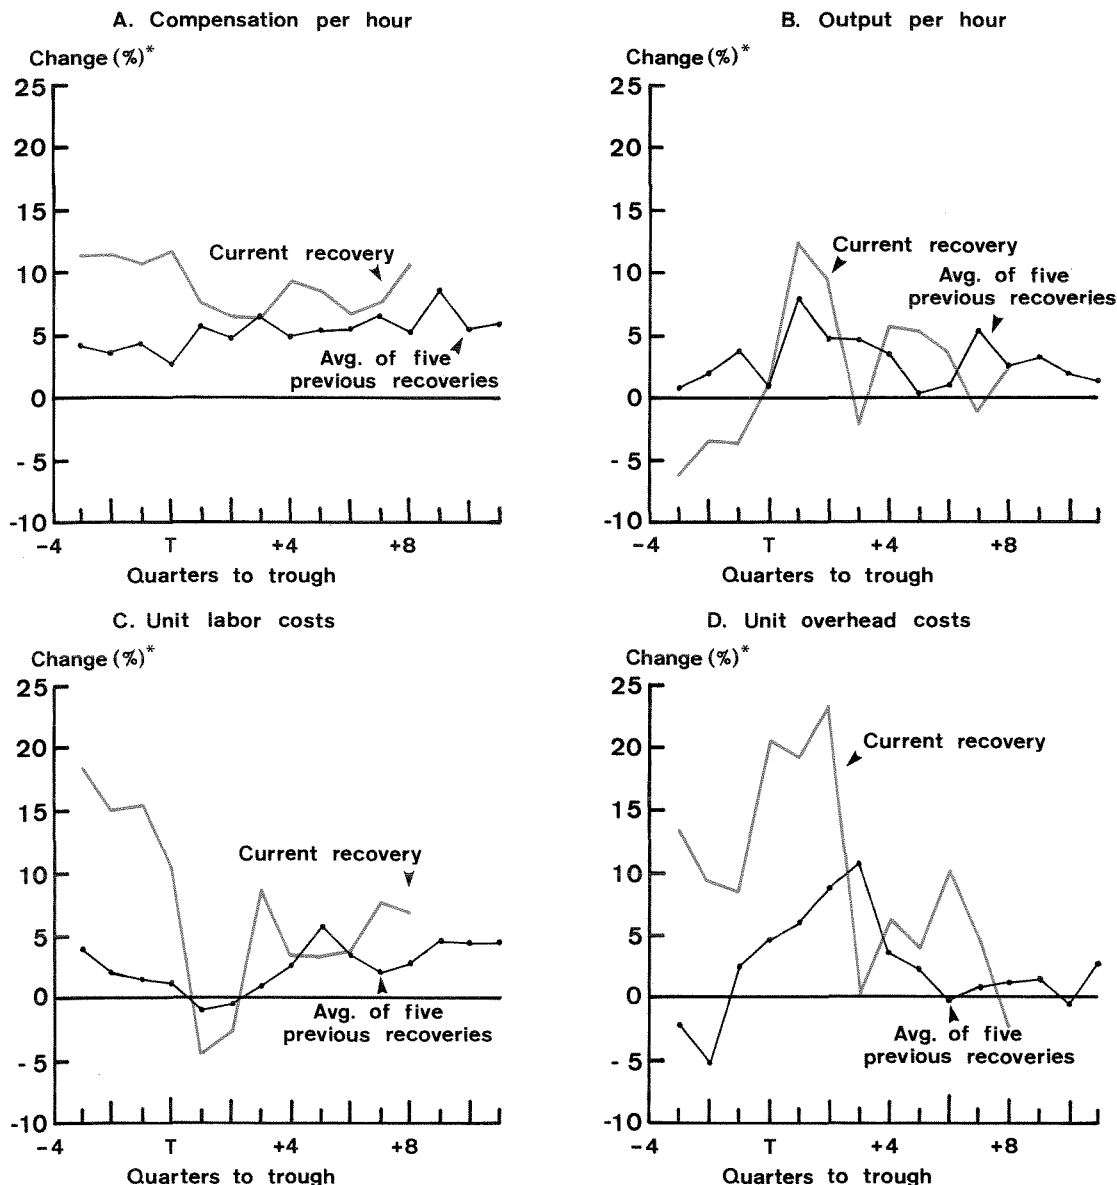 A. Compensation per hour
Change (%)*
25
20
15
10
5
0
- 5
-10
Current recovery
Avg. of five
previous recoveries
-4 T +4 +8
Quarters to trough
B. Output per hour
Change (%)*
25
20
15
10
5
0
- 5
-10
Current recovery
Avg. of five
previous recoveries
-4 T +4 +8
Quarters to trough
C. Unit labor costs
Change (%)*
25
20
15
10
5
0
- 5
-10
Current recovery
Avg. of five
previous recoveries
-4 T +4 +8
Quarters to trough
D. Unit overhead costs
Change (%)*
25
20
15
10
5
0
- 5
-10
Current recovery
Avg. of five
previous recoveries
-4 T +4 +8
Quarters to trough